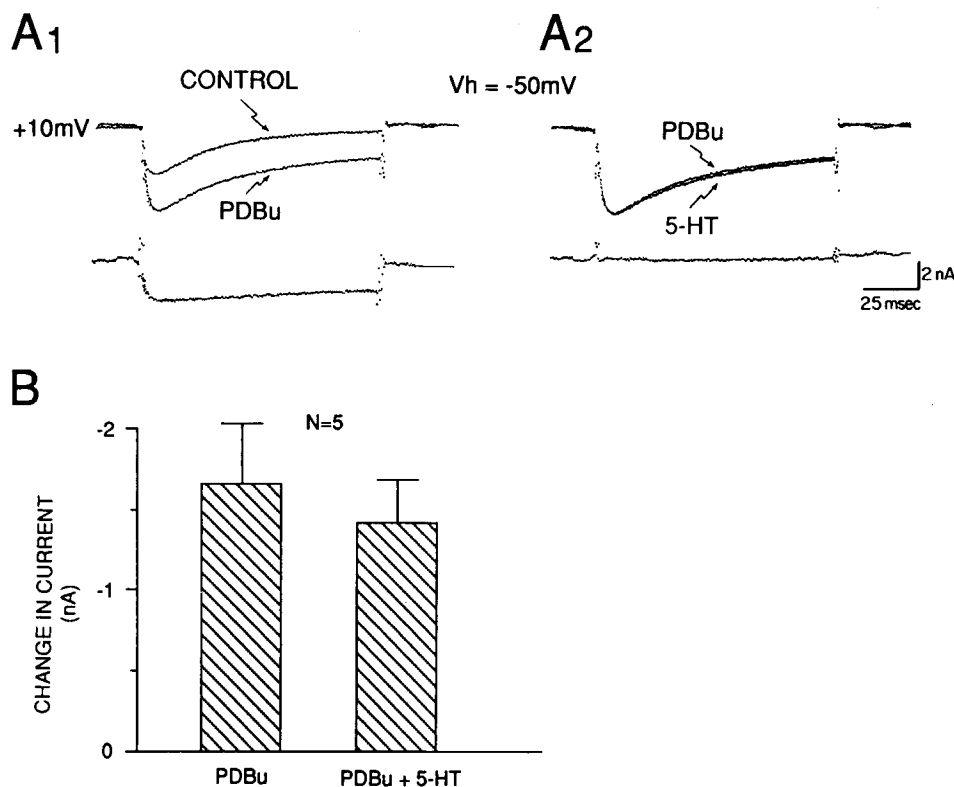 A1
A2
CONTROL
Vh = -50mV
+10mV
PDBu
PDBu
5-HT
2 nA
25 msec
B
N=5
-2
-1
0
CHANGE IN CURRENT
(nA)
PDBu
PDBu + 5-HT